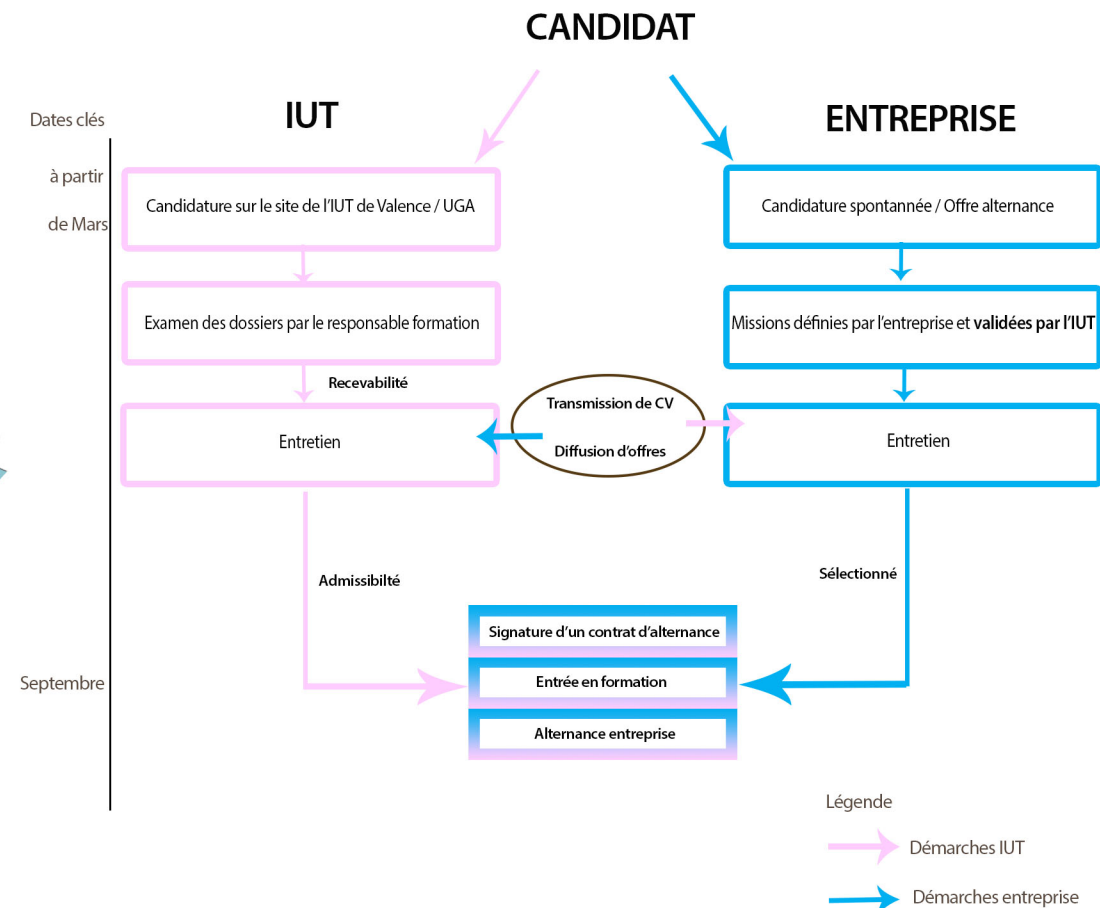 CANDIDAT
IUT
ENTREPRISE
Dates clés
à partir
de Mars
Candidature sur le site de l'IUT de Valence / UGA
Candidature spontannée / Offre alternance
Examen des dossiers par le responsable formation
Missions définies par l'entreprise et validées par l'IUT
Recevabilité
Transmission de CV
Diffusion d'offres
Entretien
Entretien
Admissibilté
Sélectionné
Signature d'un contrat d'alternance
Septembre
Entrée en formation
Alternance entreprise
Légende
Démarches IUT
Démarches entreprise